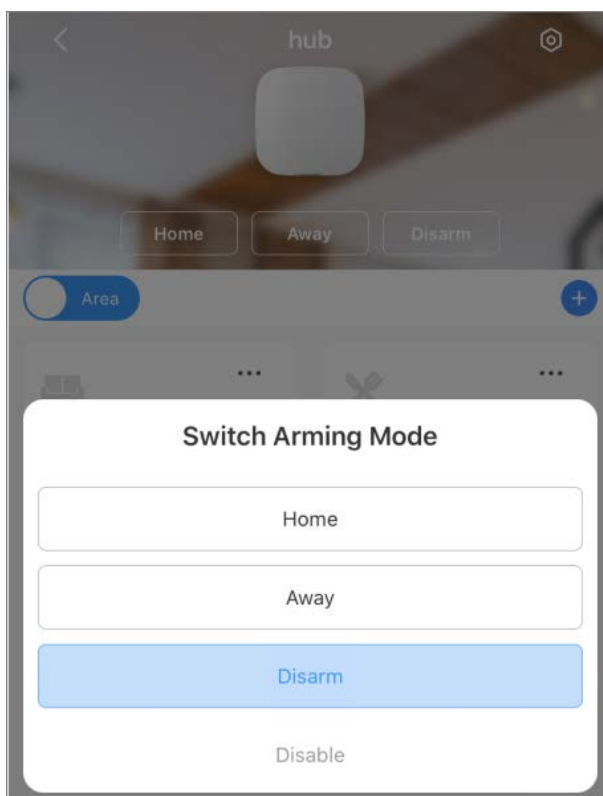 hub
Home Away Disarm
Area
Switch Arming Mode
Home
Away
Disarm
Disable